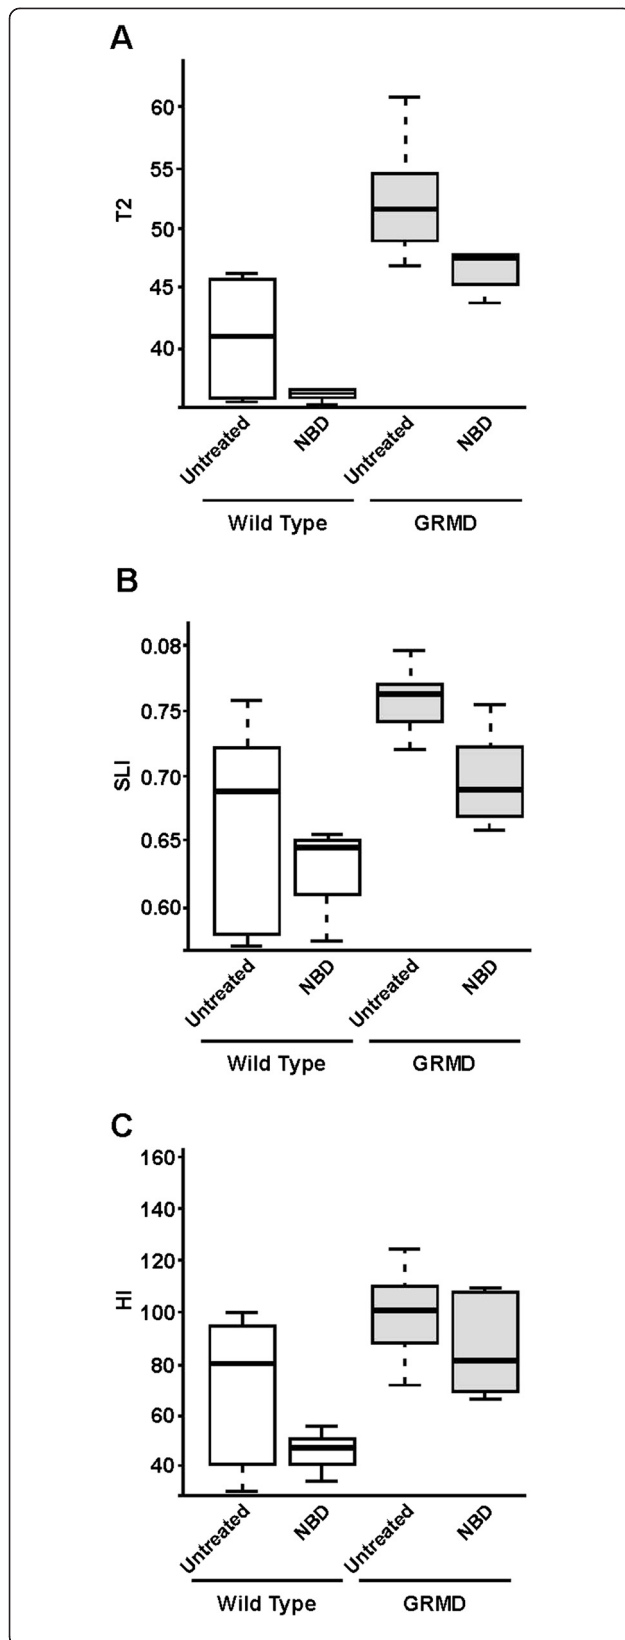 A
60
55
50
45
40
T2
Untreated
NBD
Untreated
NBD
Wild Type
GRMD
B
0.08
0.75
0.70
0.65
0.60
SLI
Untreated
NBD
Untreated
NBD
Wild Type
GRMD
C
160
140
120
100
80
60
40
HI
Untreated
NBD
Untreated
NBD
Wild Type
GRMD